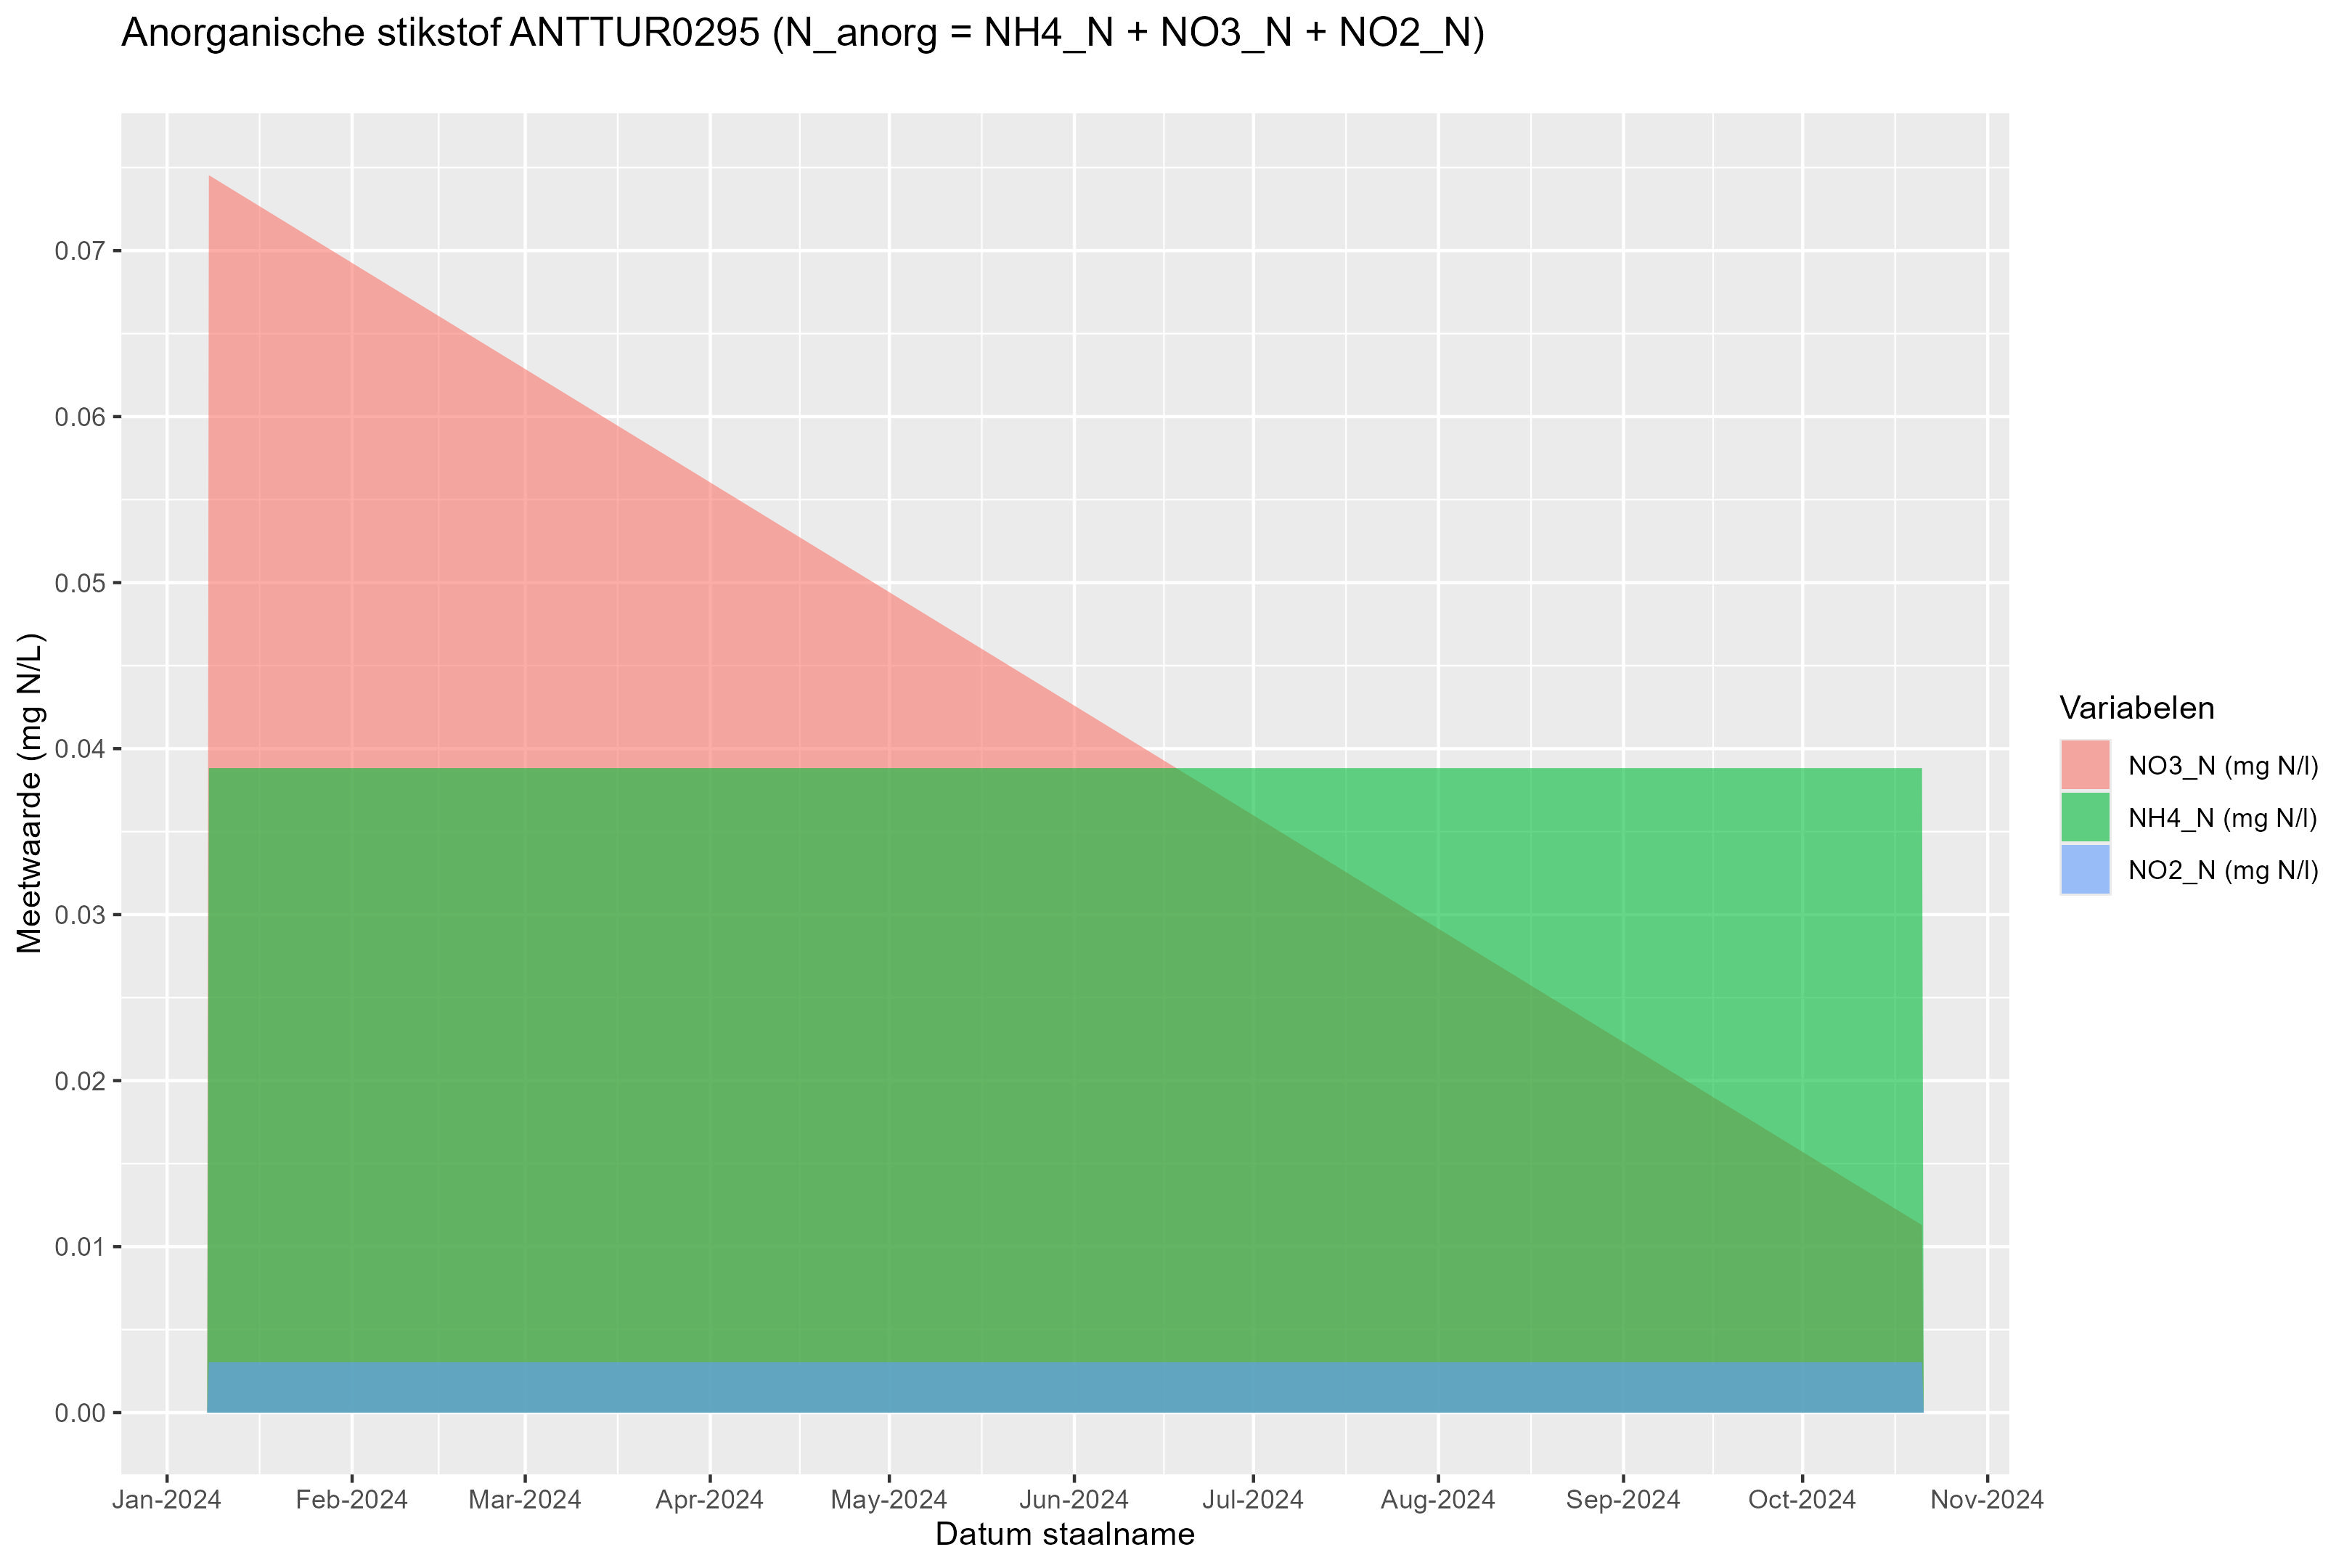 Anorganische stikstof ANTTUR0295 (N_anorg = NH4_N + NO3_N + NO2_N)
0.07
0.06
0.05
0.04
0.03
0.02
0.01
0.00
Meetwaarde (mg N/L)
Jan-2024 Feb-2024 Mar-2024 Apr-2024 May-2024 Jun-2024 Jul-2024 Aug-2024 Sep-2024 Oct-2024 Nov-2024
Datum staalname
Variabelen
NO3_N (mg N/l)
NH4_N (mg N/l)
NO2_N (mg N/l)